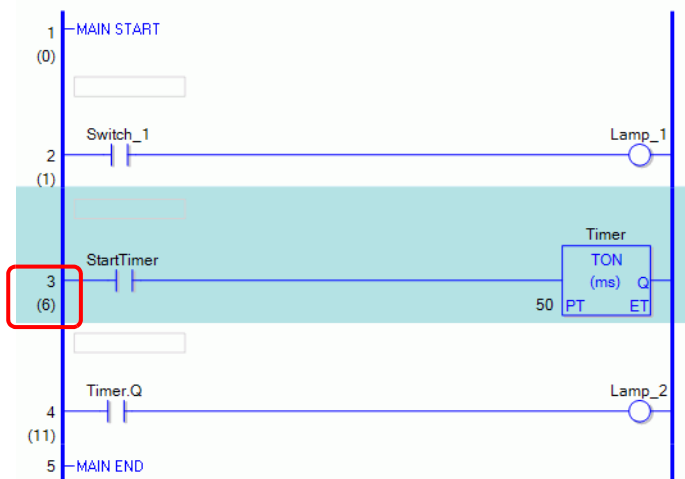 1 MAIN START
(0)
Switch_1 Lamp_1
2
(1)
Timer
StartTimer TON
3 (ms) Q
(6) 50 PT ET
Timer.Q Lamp_2
4
(11)
5 MAIN END